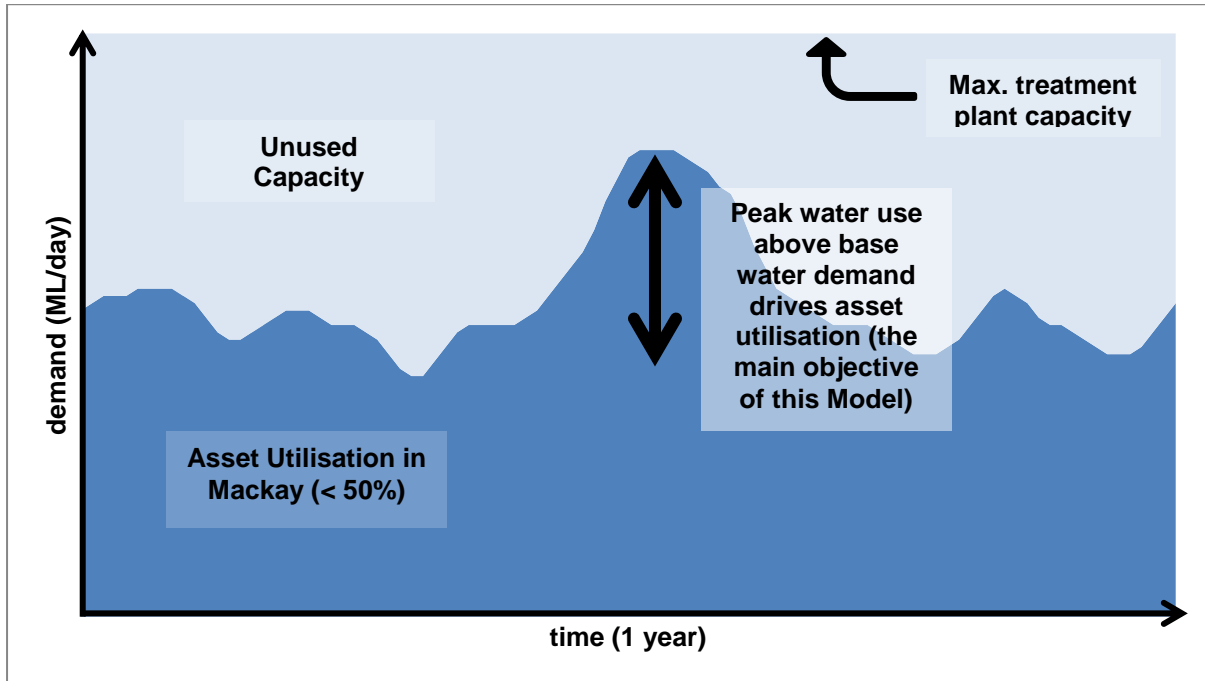 Max. treatment
plant capacity
Unused
Capacity
Peak water use
above base
water demand
drives asset
utilisation (the
main objective
of this Model)
demand (ML/day)
Asset Utilisation in
Mackay (< 50%)
time (1 year)